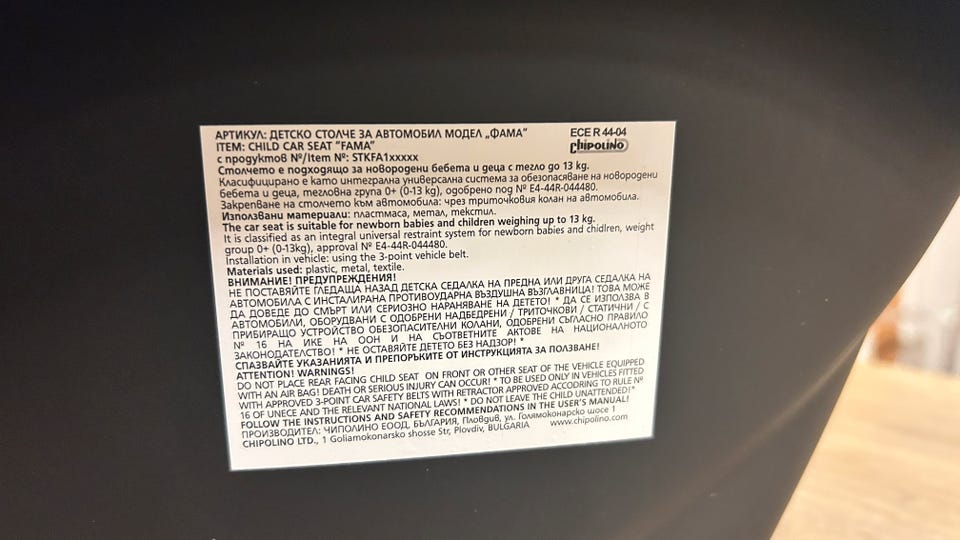 АРТИКУЛ: ДЕТСКО СТОЛЧЕ ЗА АВТОМОБИЛ МОДЕЛ „ФАМА“ ECE R 44-04
ITEM: CHILD CAR SEAT "FAMA" chipolino
с продуктов №/Item №: STKFA1xxxxx
Столчето е подходящо за новородени бебета и деца с тегло до 13 kg.
Класифицирано е като интегрална универсална система за обезопасяване на новородени
бебета и деца, тегловна група 0+ (0-13 kg), одобрено под № E4-44R-044480.
Закрепване на столчето към автомобила: чрез триточковия колан на автомобила.
Използвани материали: пластмаса, метал, текстил.
The car seat is suitable for newborn babies and children weighing up to 13 kg.
It is classified as an integral universal restraint system for newborn babies and chidlren, weight
group 0+ (0-13kg), approval № E4-44R-044480.
Installation in vehicle: using the 3-point vehicle belt.
Materials used: plastic, metal, textile.
ВНИМАНИЕ! ПРЕДУПРЕЖДЕНИЯ!
НЕ ПОСТАВЯЙТЕ ГЛЕДАЩА НАЗАД ДЕТСКА СЕДАЛКА НА ПРЕДНА ИЛИ ДРУГА СЕДАЛКА НА
АВТОМОБИЛА С ИНСТАЛИРАНА ПРОТИВОУДАРНА ВЪЗДУШНА ВЪЗГЛАВНИЦА! ТОВА МОЖЕ
ДА ДОВЕДЕ ДО СМЪРТ ИЛИ СЕРИОЗНО НАРАНЯВАНЕ НА ДЕТЕТО! * ДА СЕ ИЗПОЛЗВА В
АВТОМОБИЛИ, ОБОРУДВАНИ С ОДОБРЕНИ НАДБЕДРЕНИ / ТРИТОЧКОВИ / СТАТИЧНИ / С
ПРИБИРАЩО УСТРОЙСТВО ОБЕЗОПАСИТЕЛНИ КОЛАНИ, ОДОБРЕНИ СЪГЛАСНО ПРАВИЛО
№ 16 НА ИКЕ НА ООН И НА СЪОТВЕТНИТЕ АКТОВЕ НА НАЦИОНАЛНОТО
ЗАКОНОДАТЕЛСТВО! * НЕ ОСТАВЯЙТЕ ДЕТЕТО БЕЗ НАДЗОР! *
СПАЗВАЙТЕ УКАЗАНИЯТА И ПРЕПОРЪКИТЕ ОТ ИНСТРУКЦИЯТА ЗА ПОЛЗВАНЕ!
ATTENTION! WARNINGS!
DO NOT PLACE REAR FACING CHILD SEAT ON FRONT OR OTHER SEAT OF THE VEHICLE EQUIPPED
WITH AN AIR BAG! DEATH OR SERIOUS INJURY CAN OCCUR! * TO BE USED ONLY IN VEHICLES FITTED
WITH APPROVED 3-POINT CAR SAFETY BELTS WITH RETRACTOR APPROVED ACCODRING TO RULE №
16 OF UNECE AND THE RELEVANT NATIONAL LAWS! * DO NOT LEAVE THE CHILD UNATTENDED!*
FOLLOW THE INSTRUCTIONS AND SAFETY RECOMMENDATIONS IN THE USER'S MANUAL!
ПРОИЗВОДИТЕЛ: ЧИПОЛИНО ЕООД, БЪЛГАРИЯ, Пловдив, ул. Голямоконарско шосе 1
CHIPOLINO LTD., 1 Goliamokonarsko shosse Str, Plovdiv, BULGARIA www.chipolino.com